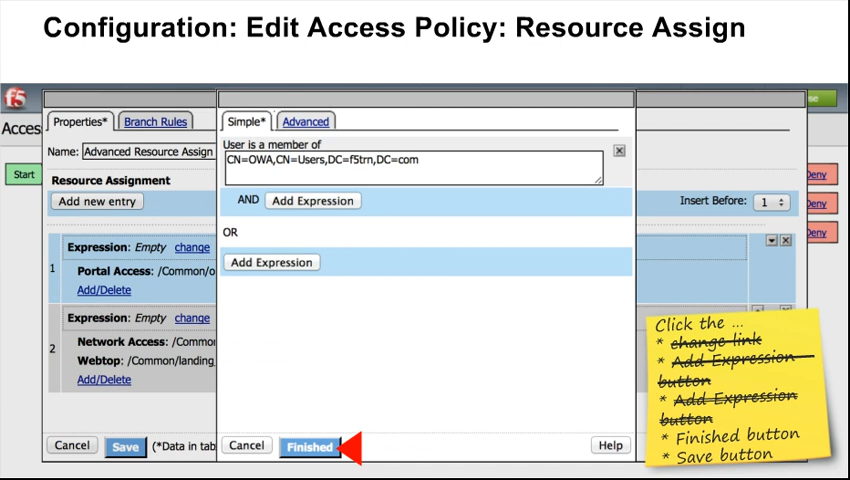 Configuration: Edit Access Policy: Resource Assign
f5
se
Acces
Start
Deny
Deny
Deny
Properties*
Branch Rules
Name: Advanced Resource Assign
Resource Assignment
Add new entry
Insert Before: 1
1
Expression: Empty change
Portal Access: /Common/o
Add/Delete
2
Expression: Empty change
Network Access: /Commor
Webtop: /Common/landing_
Add/Delete
Cancel
Save
(*Data in tab
Simple*
Advanced
User is a member of
CN=OWA,CN=Users,DC=f5trn,DC=com
AND Add Expression
OR
Add Expression
Cancel
Finished
Help
Click the ...
* change link
* Add Expression
button
* Add Expression
button
* Finished button
* Save button